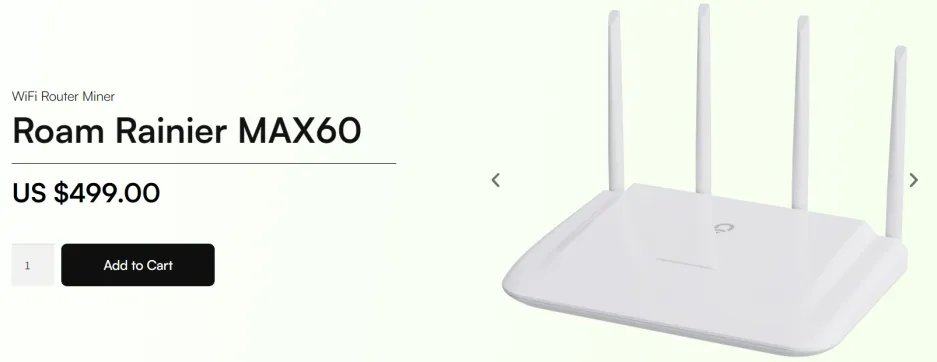 WiFi Router Miner
Roam Rainier MAX60
US $499.00
1
Add to Cart